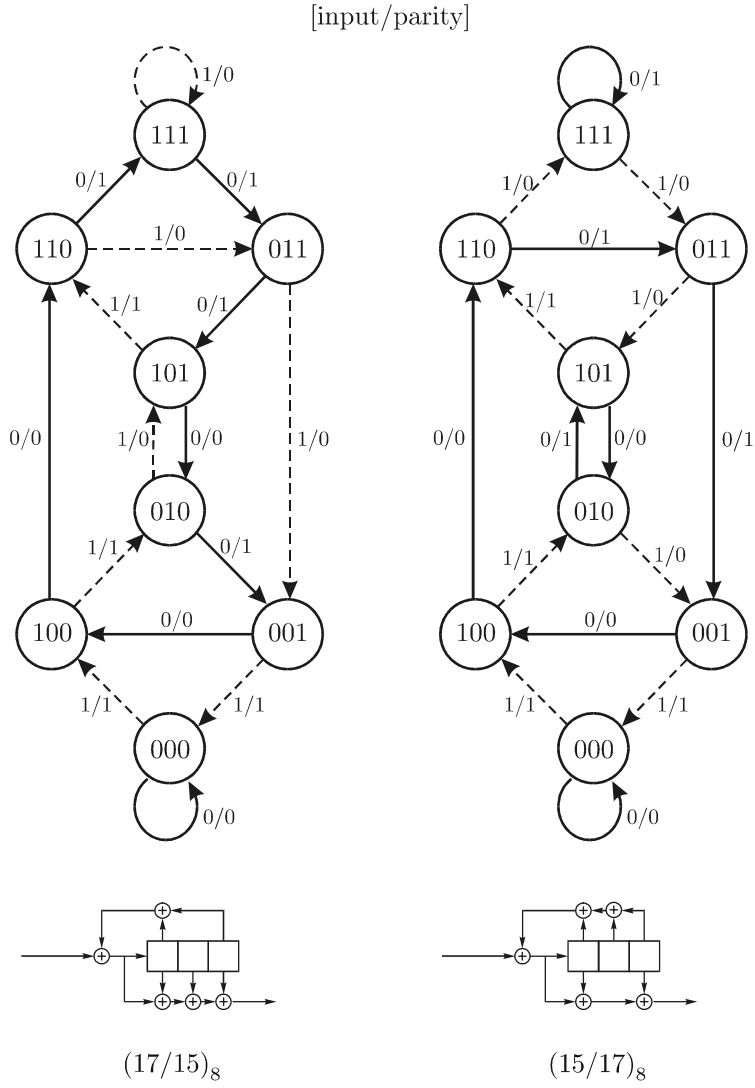 [input/parity]
1/0 0/1
111 111
0/1 0/1 1/0 1/0
110 1/0 011 110 0/1 011
1/1 0/1 1/1 1/0
101 101
0/0 1/0 0/0 1/0 0/0 0/1 0/0 0/1
010 010
1/1 0/1 1/1 1/0
100 0/0 001 100 0/0 001
1/1 1/1 1/1 1/1
000 000
0/0 0/0
+ + +
+ +
+ + + + +
(17/15)8 (15/17)8